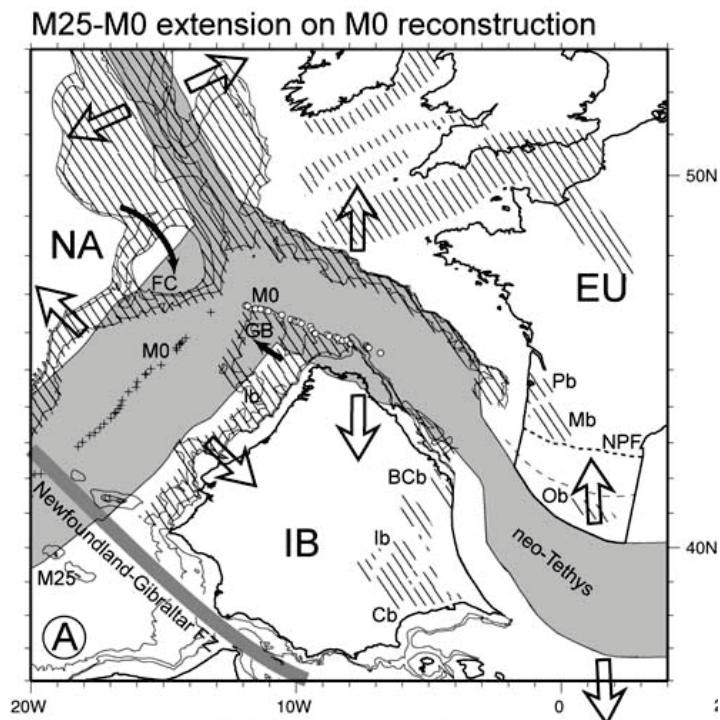 M25-M0 extension on M0 reconstruction
50N
NA
FC
EU
M0
GB
M0
Ib
Pb
Mb
NPF
BCb
Ob
Ib
IB
neo-Tethys
40N
M25
Newfoundland-Gibraltar F.
Cb
A
20W
10W
0
2